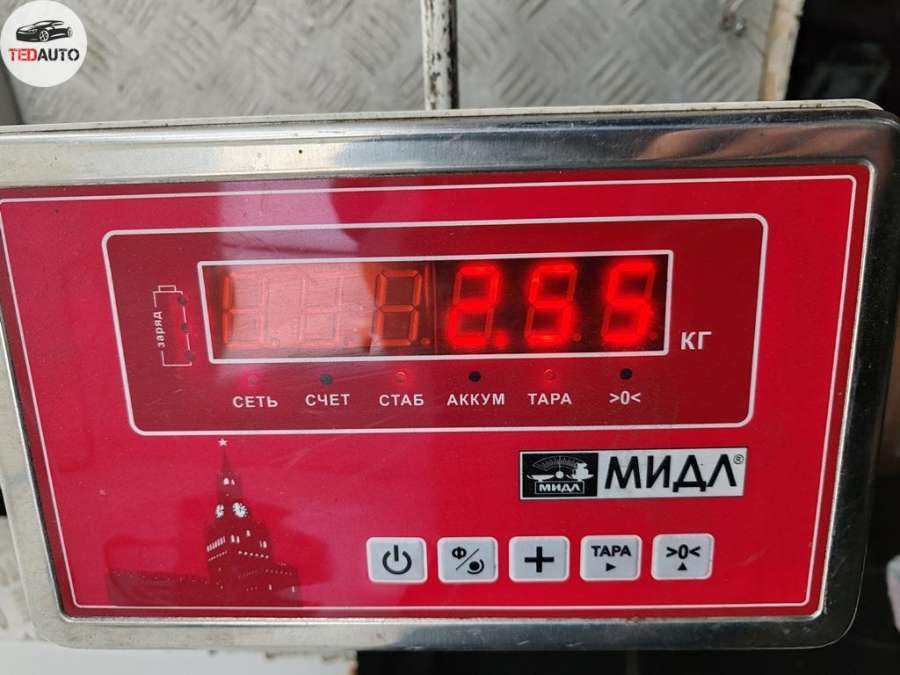 TEDAUTO
заряд
2.55
КГ
СЕТЬ СЧЕТ СТАБ АККУМ ТАРА >0<
МИДЛ МИДЛ®
Ф ТАРА >0<